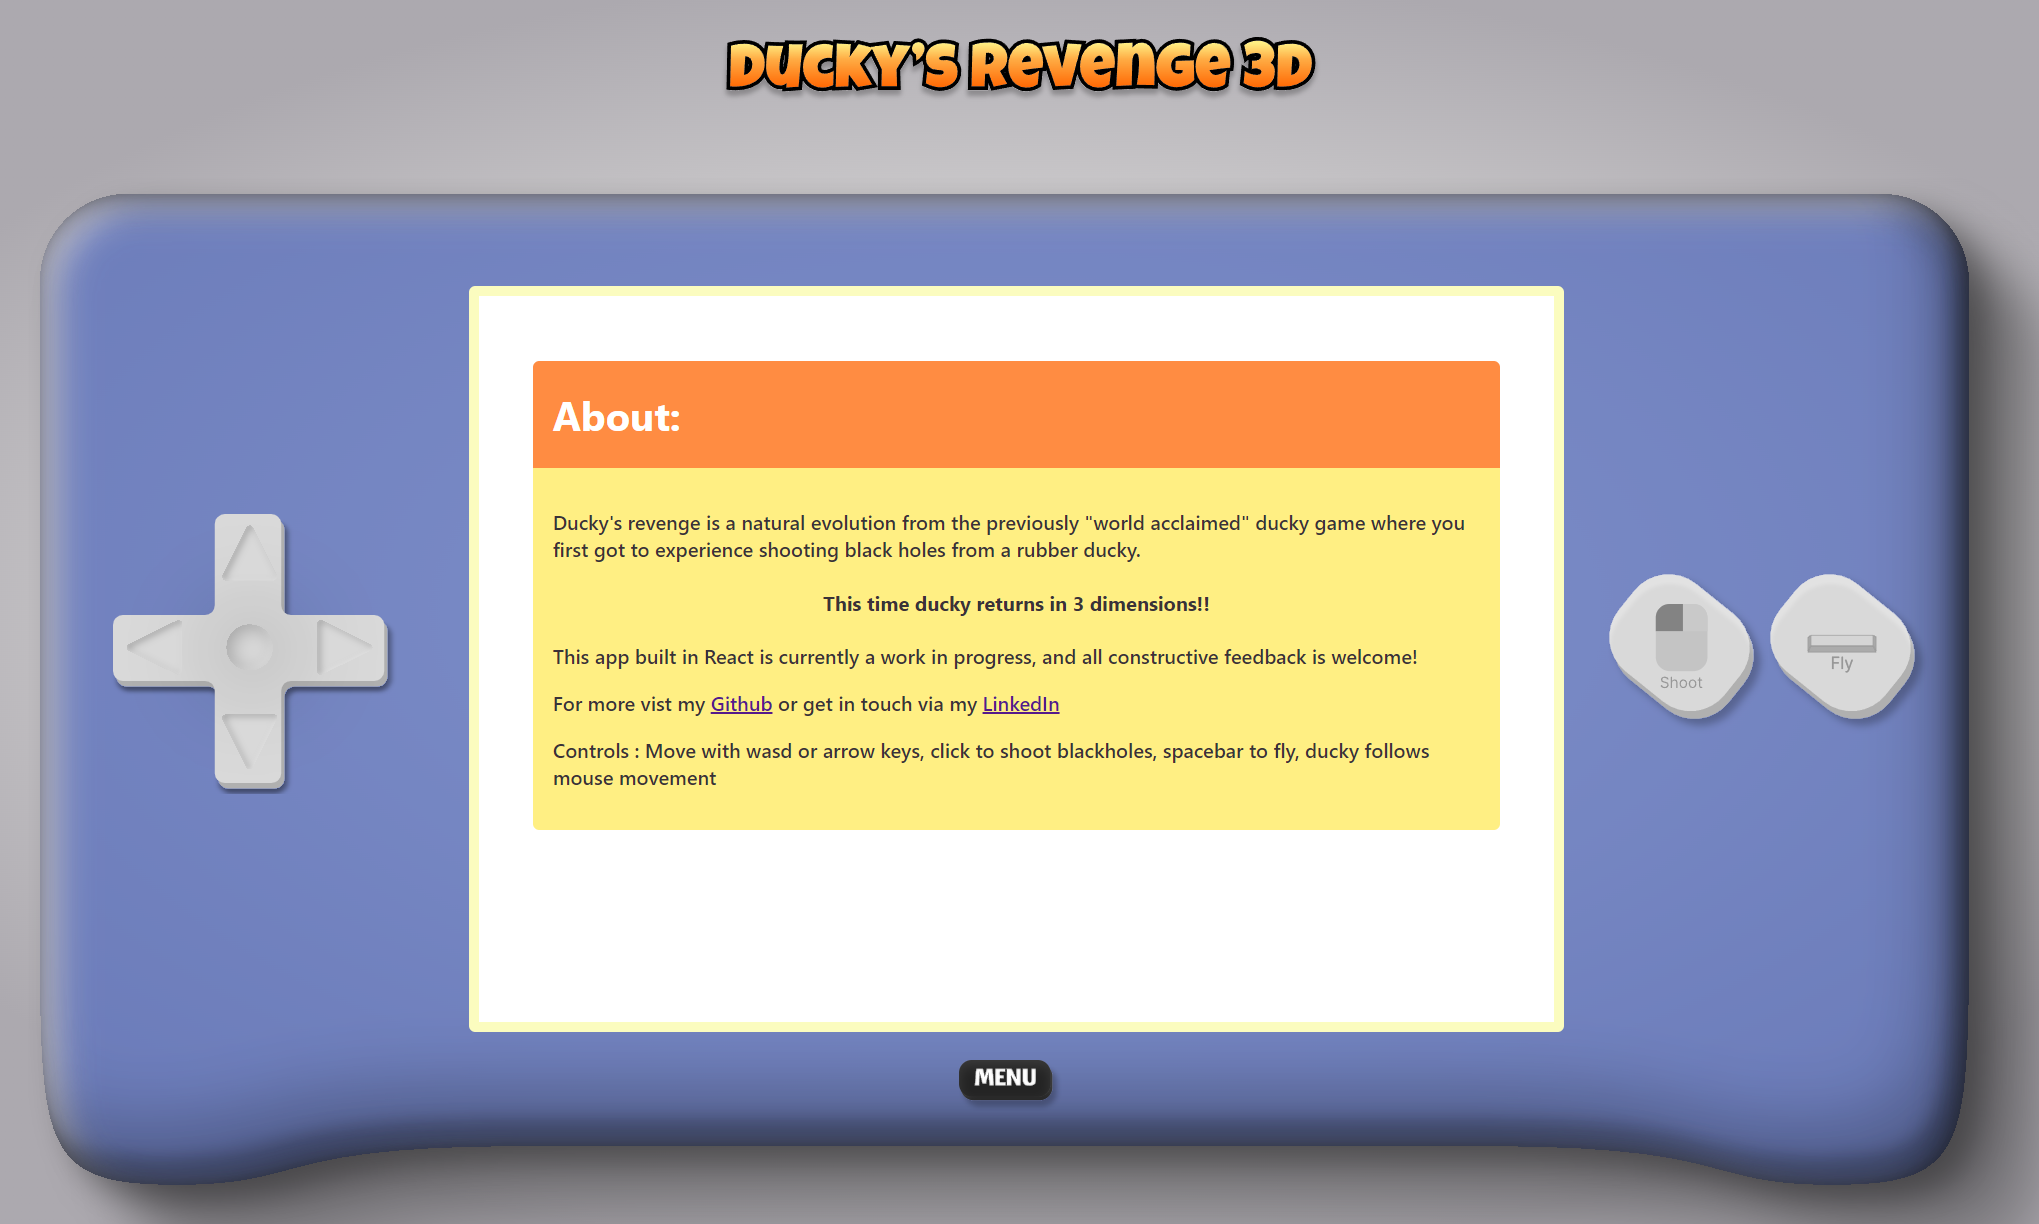 Ducky's Revenge 3D
About:
Ducky's revenge is a natural evolution from the previously "world acclaimed" ducky game where you
first got to experience shooting black holes from a rubber ducky.
This time ducky returns in 3 dimensions!!
This app built in React is currently a work in progress, and all constructive feedback is welcome!
For more vist my Github or get in touch via my LinkedIn
Controls : Move with wasd or arrow keys, click to shoot blackholes, spacebar to fly, ducky follows
mouse movement
Shoot
Fly
MENU